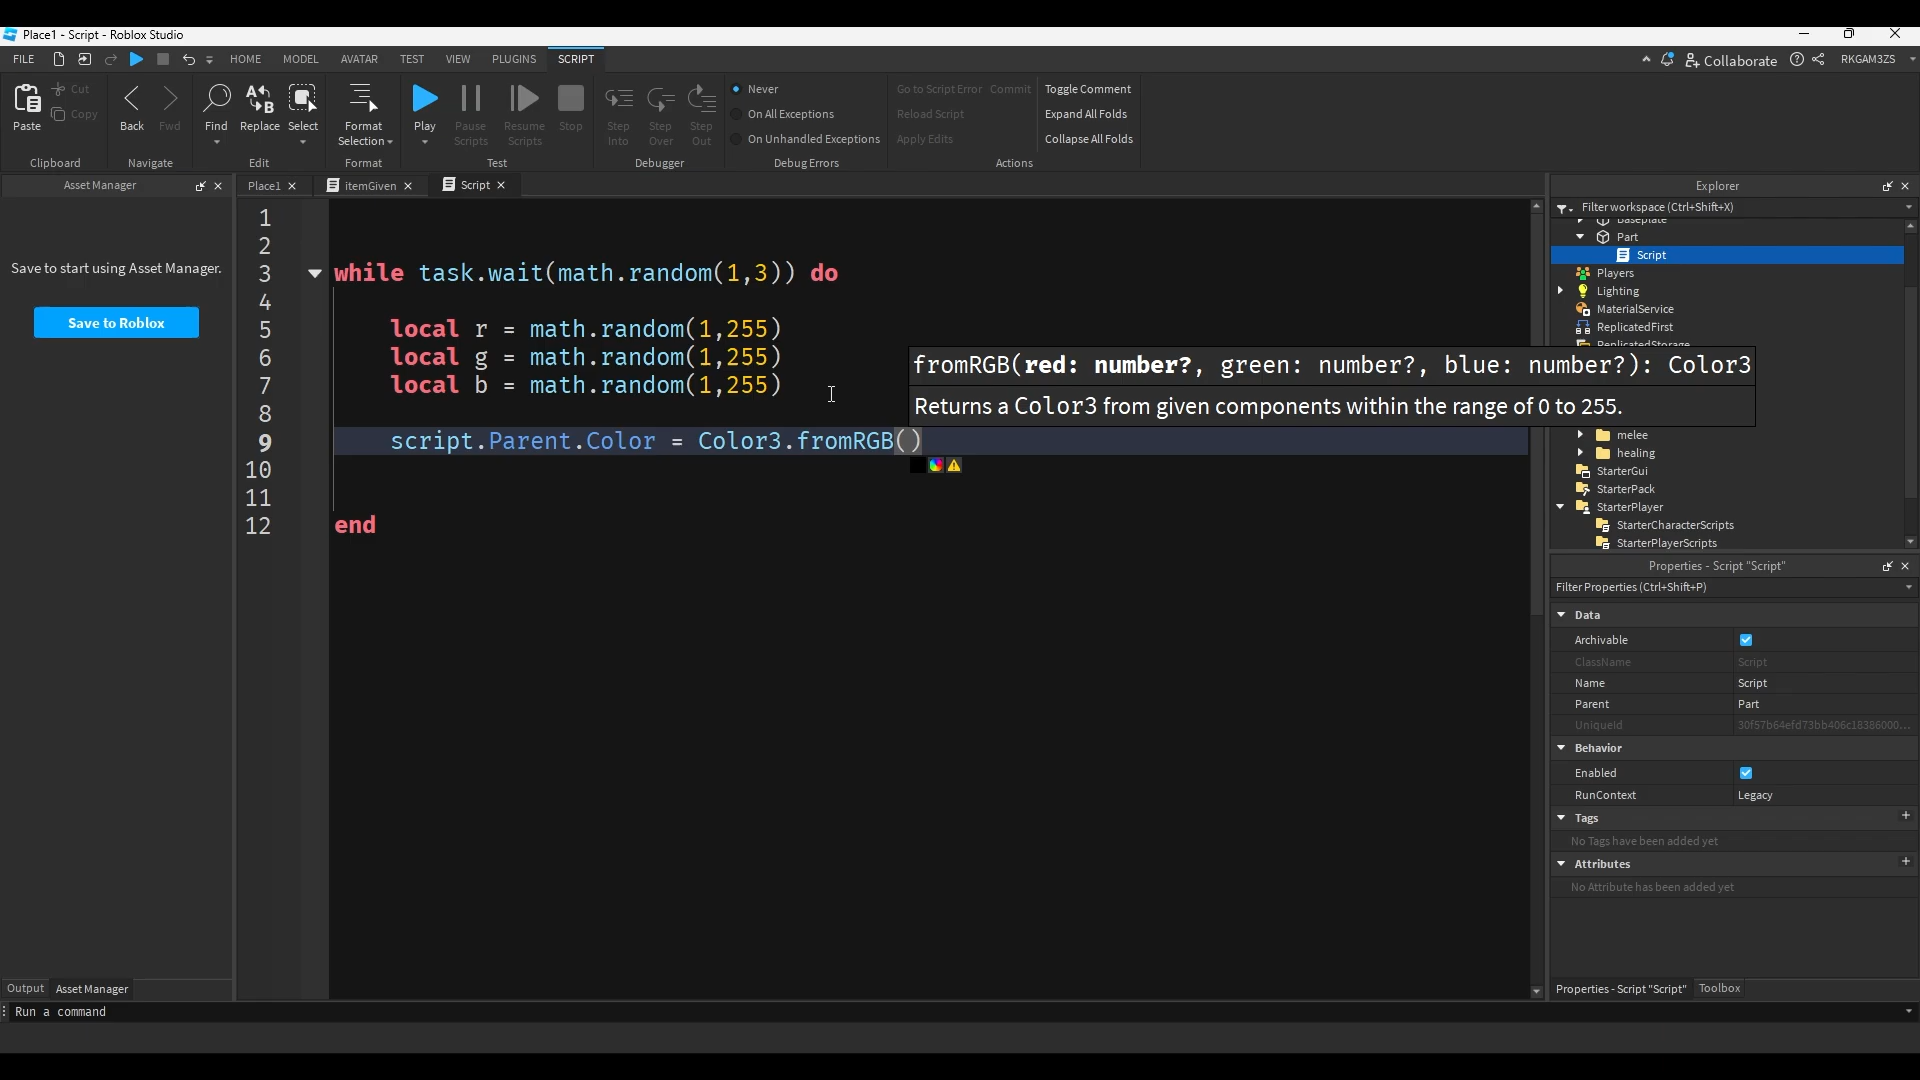 Place1 - Script - Roblox Studio
FILE HOME MODEL AVATAR TEST VIEW PLUGINS SCRIPT Collaborate RKGAM3ZS
Paste Cut Copy
Clipboard
Back Fwd
Navigate
Find Replace Select
Edit
Format Selection
Format
Play Pause Scripts Resume Scripts Stop
Test
Step Into Step Over Step Out
Debugger
Never
On All Exceptions
On Unhandled Exceptions
Debug Errors
Go to Script Error Commit
Reload Script
Apply Edits
Toggle Comment
Expand All Folds
Collapse All Folds
Actions
Asset Manager
Save to start using Asset Manager.
Save to Roblox
Output Asset Manager
Place1 itemGiven Script
1
2
3 while task.wait(math.random(1,3)) do
4
5 local r = math.random(1,255)
6 local g = math.random(1,255)
7 local b = math.random(1,255)
8
9 script.Parent.Color = Color3.fromRGB()
10
11
12 end
fromRGB(red: number?, green: number?, blue: number?): Color3
Returns a Color3 from given components within the range of 0 to 255.
Explorer
Filter workspace (Ctrl+Shift+X)
Baseplate
Part
Script
Players
Lighting
MaterialService
ReplicatedFirst
ReplicatedStorage
melee
healing
StarterGui
StarterPack
StarterPlayer
StarterCharacterScripts
StarterPlayerScripts
Properties - Script "Script"
Filter Properties (Ctrl+Shift+P)
Data
Archivable
ClassName Script
Name Script
Parent Part
UniqueId 30f57b64efd73bb406c18386000...
Behavior
Enabled
RunContext Legacy
Tags +
No Tags have been added yet
Attributes +
No Attribute has been added yet
Properties - Script "Script" Toolbox
Run a command